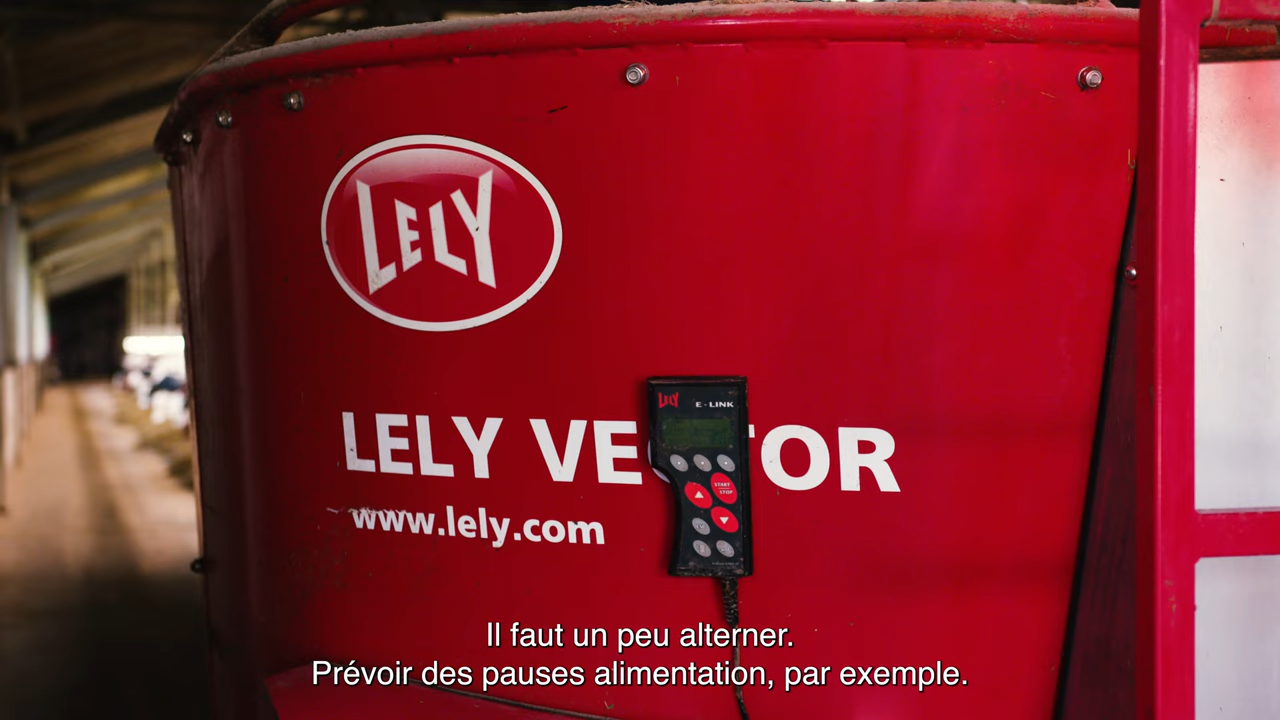 LELY
LELY E-LINK
LELY VE TOR
START
STOP
www.lely.com
Il faut un peu alterner.
Prévoir des pauses alimentation, par exemple.